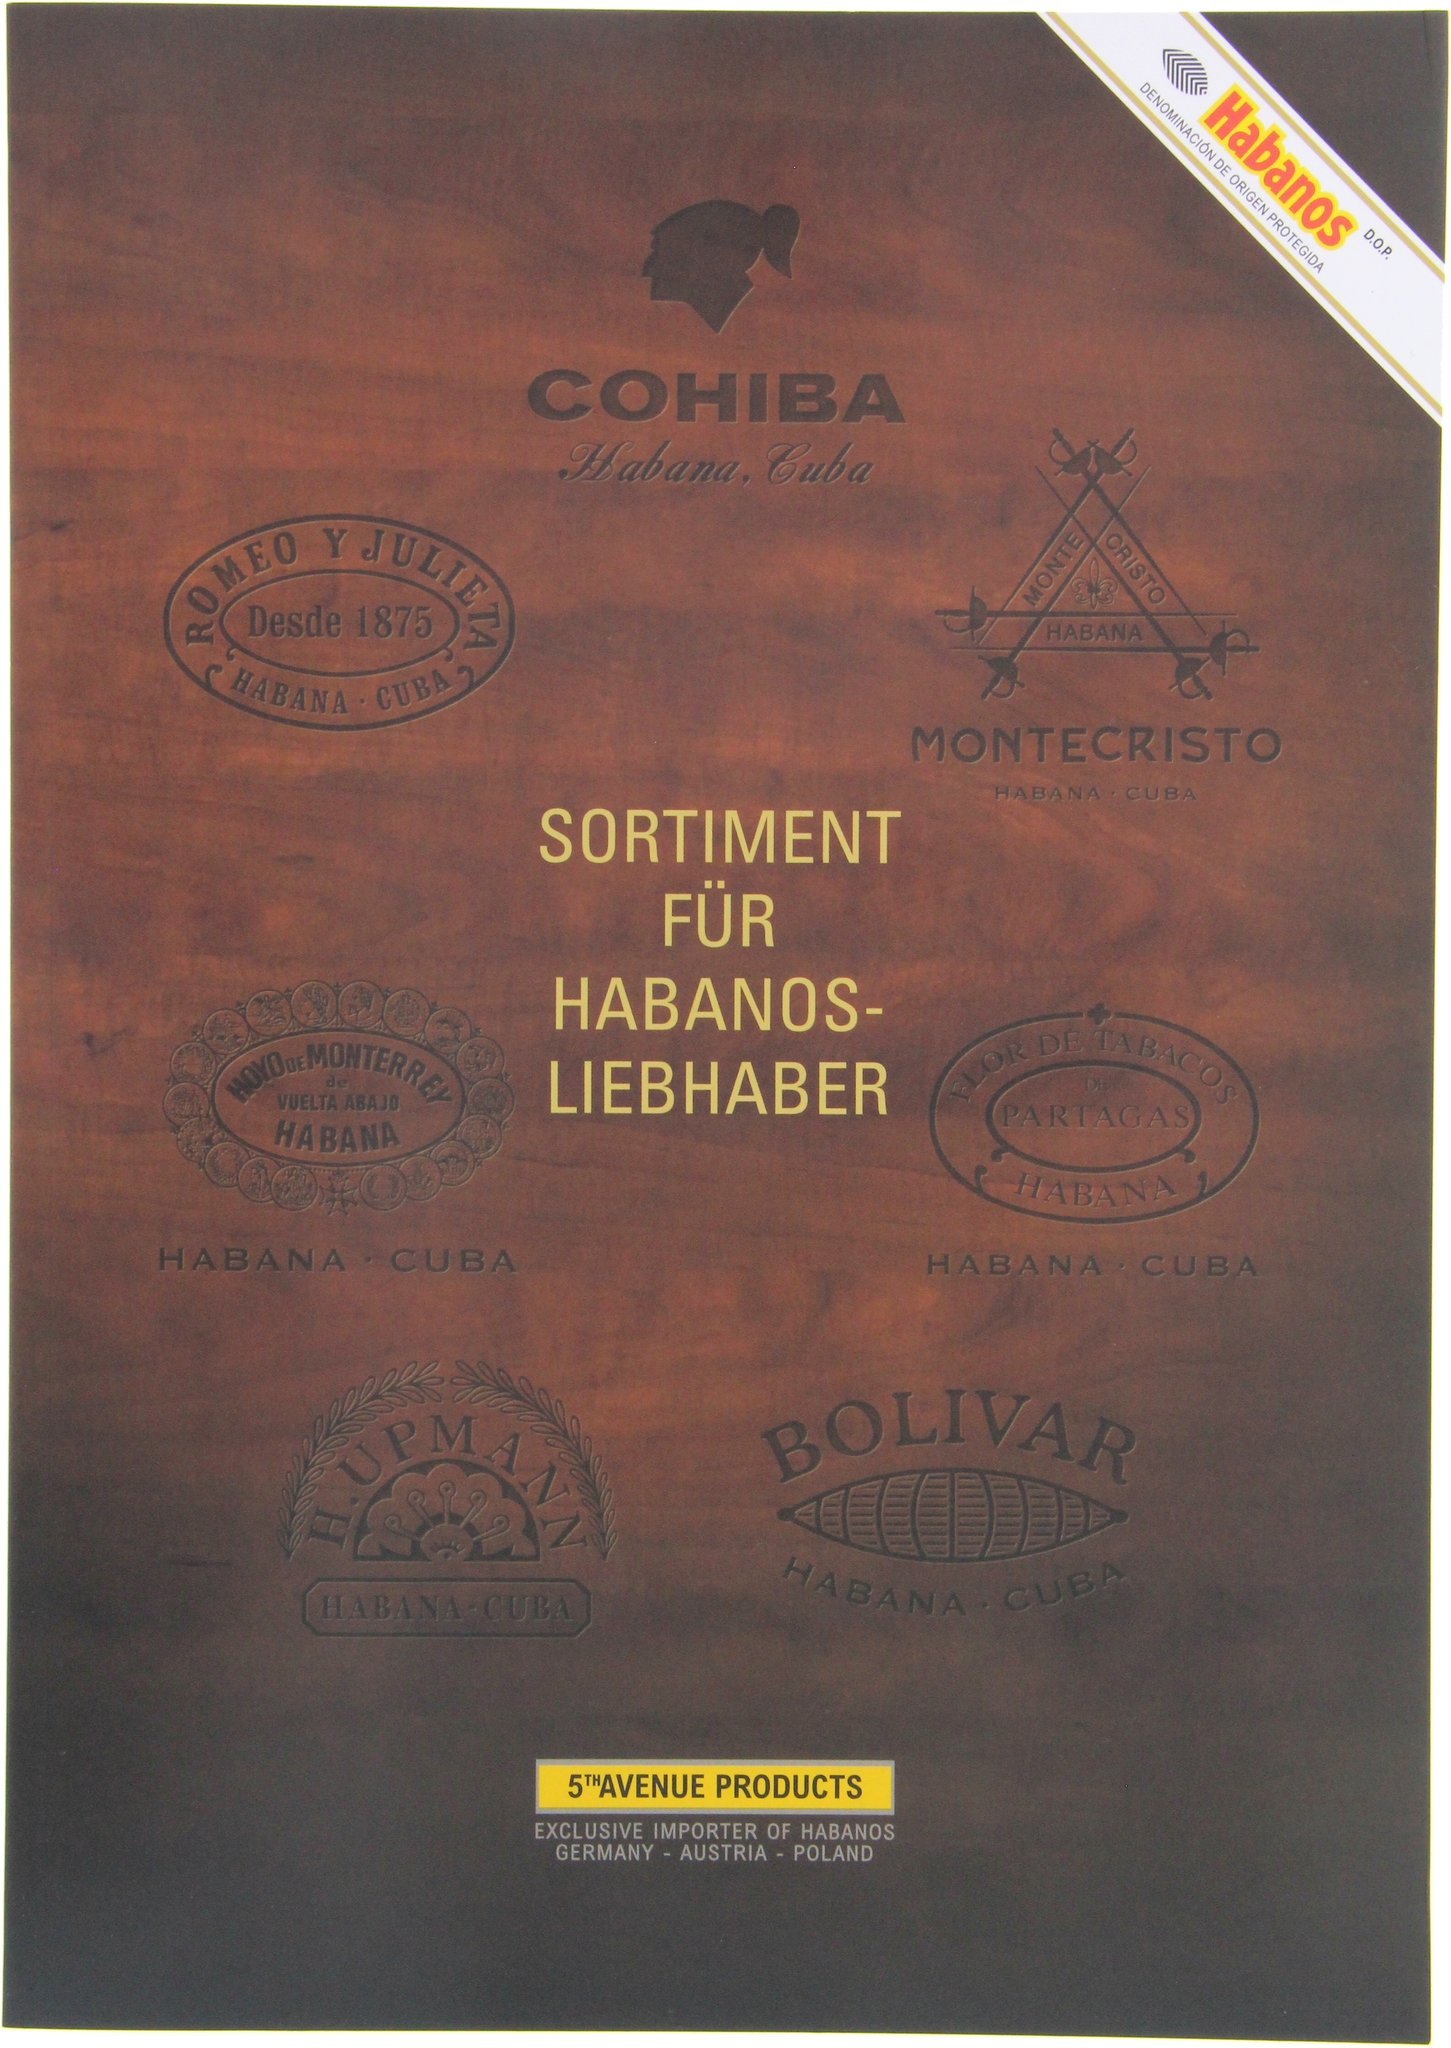 Habanos D.O.P.
DENOMINACIÓN DE ORIGEN PROTEGIDA
COHIBA
Habana, Cuba
ROMEO Y JULIETA
Desde 1875
HABANA · CUBA
MONTE CRISTO
HABANA
MONTECRISTO
HABANA · CUBA
SORTIMENT
FÜR
HABANOS-
LIEBHABER
HOYO DE MONTERREY
de
VUELTA ABAJO
HABANA
HABANA · CUBA
FLOR DE TABACOS
DE
PARTAGAS
HABANA
HABANA · CUBA
H. UPMANN
HABANA-CUBA
BOLIVAR
HABANA · CUBA
5TH AVENUE PRODUCTS
EXCLUSIVE IMPORTER OF HABANOS
GERMANY - AUSTRIA - POLAND